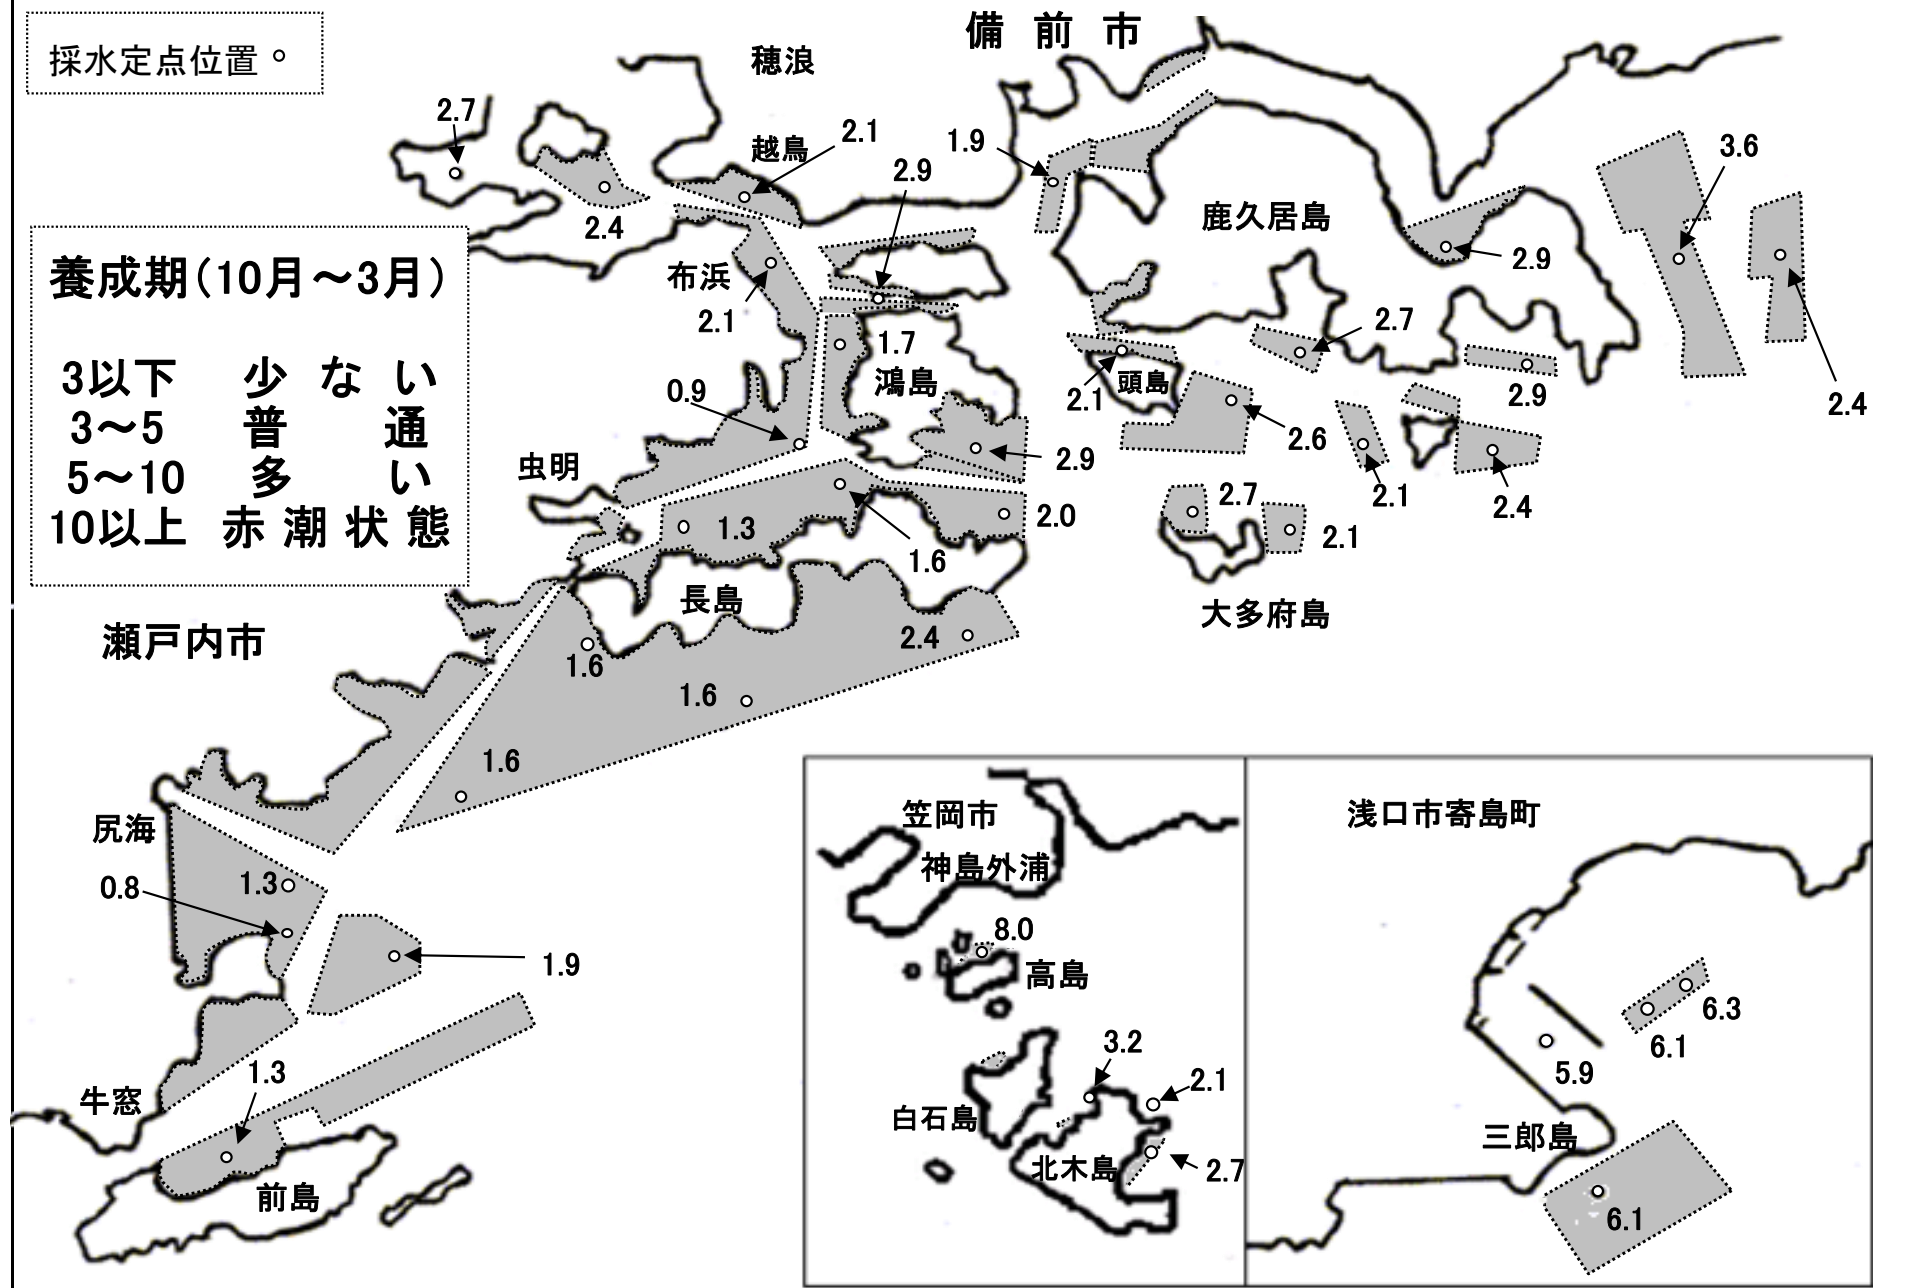 備 前 市
採水定点位置。
穂浪
2.7
越鳥
2.1
1.9
2.9
3.6
2.4
鹿久居島
2.9
養成期(10月～3月)
3以下 少 な い
3～5 普 通
5～10 多 い
10以上 赤 潮 状 態
布浜
2.1
1.7
鴻島
2.7
2.1
頭島
0.9
2.9
2.4
2.6
2.9
2.1
2.4
虫明
2.7
2.1
1.3
2.0
1.6
長島
大多府島
瀬戸内市
1.6
2.4
1.6
1.6
尻海
1.3
0.8
1.9
1.3
牛窓
前島
笠岡市
神島外浦
8.0
高島
3.2
2.1
白石島
北木島
2.7
浅口市寄島町
6.3
6.1
5.9
三郎島
6.1